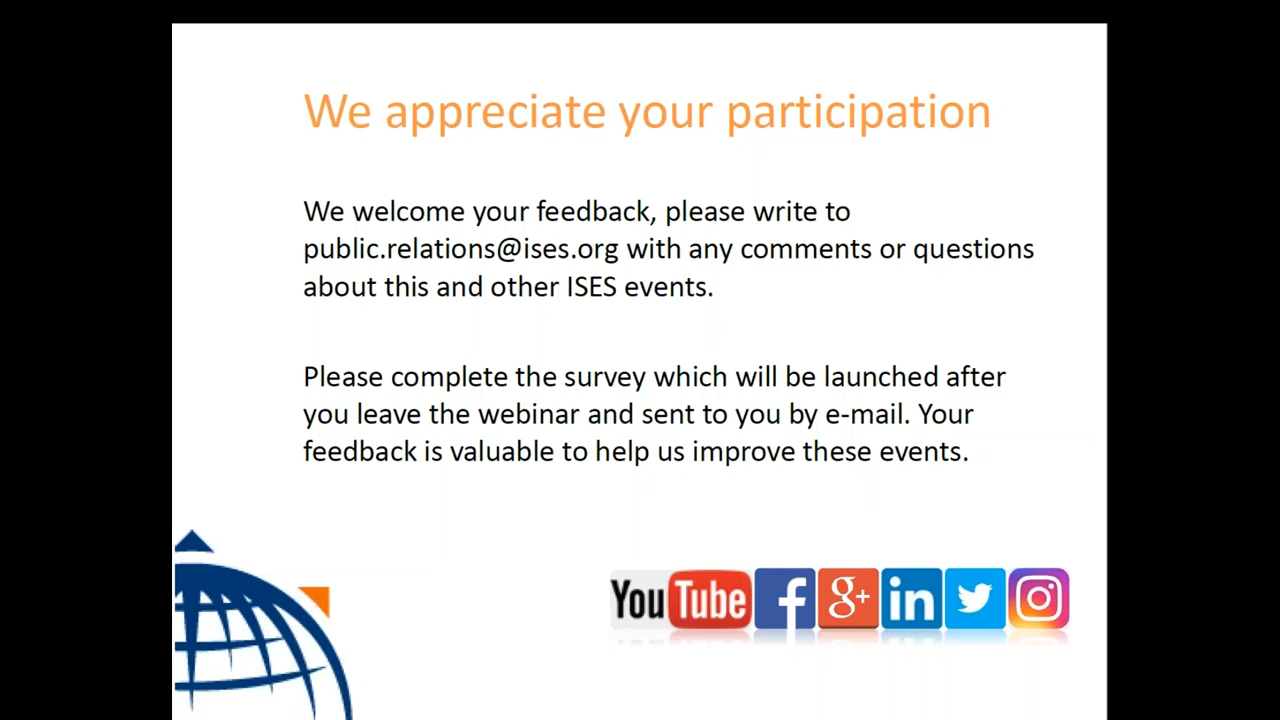 We appreciate your participation
We welcome your feedback, please write to
public.relations@ises.org with any comments or questions
about this and other ISES events.
Please complete the survey which will be launched after
you leave the webinar and sent to you by e-mail. Your
feedback is valuable to help us improve these events.
YouTube f g+ in